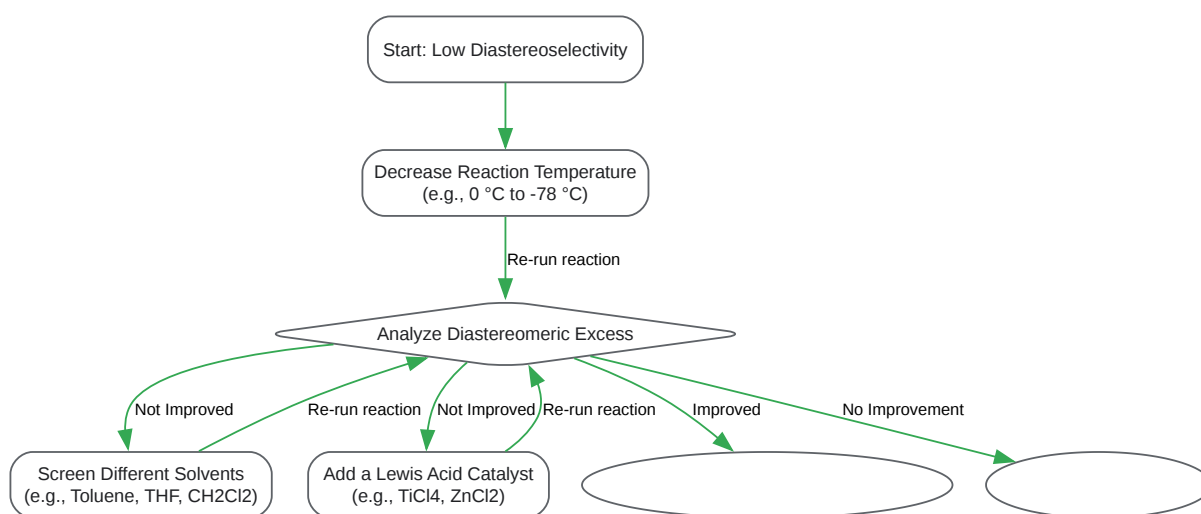 Start: Low Diastereoselectivity
Decrease Reaction Temperature
(e.g., 0 °C to -78 °C)
Re-run reaction
Analyze Diastereomeric Excess
Not Improved
Re-run reaction
Not Improved
Re-run reaction
Improved
No Improvement
Screen Different Solvents
(e.g., Toluene, THF, CH2Cl2)
Add a Lewis Acid Catalyst
(e.g., TiCl4, ZnCl2)